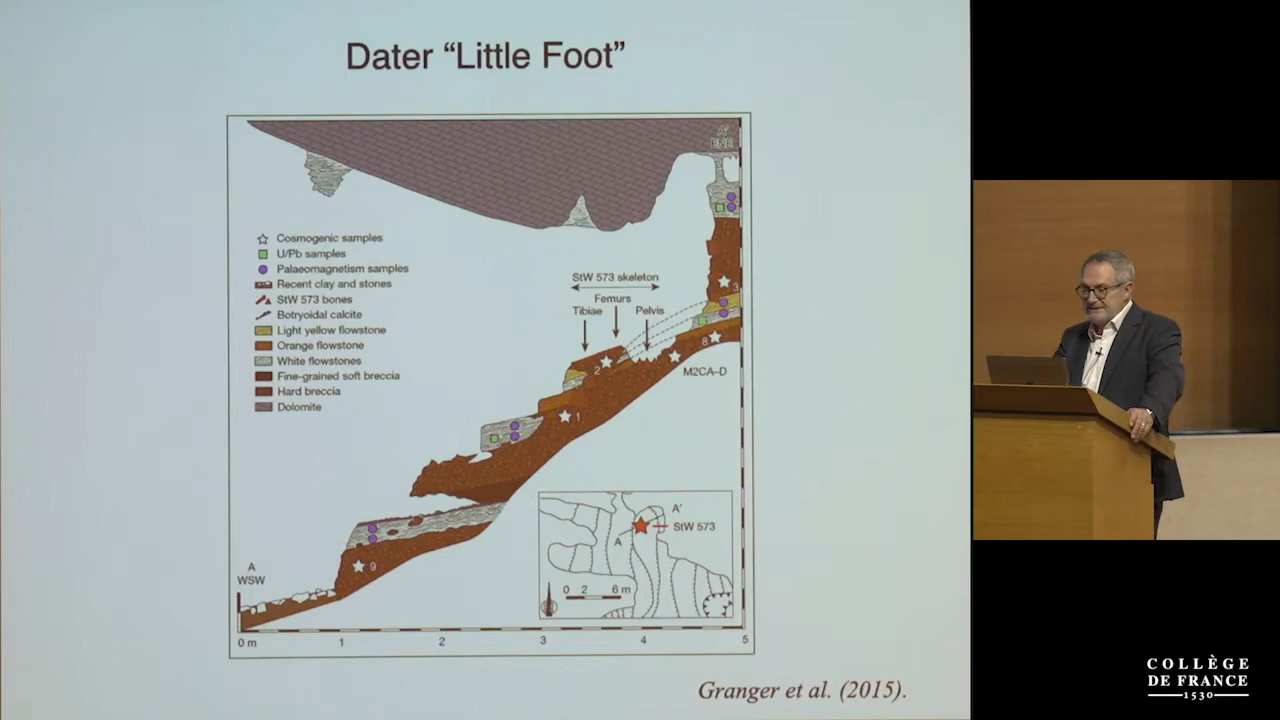 Dater “Little Foot”
A'
ENE
Cosmogenic samples
U/Pb samples
Palaeomagnetism samples
Recent clay and stones
StW 573 bones
Botryoidal calcite
Light yellow flowstone
Orange flowstone
White flowstones
Fine-grained soft breccia
Hard breccia
Dolomite
StW 573 skeleton
Femurs
Tibiae
Pelvis
3
8
2
M2CA–D
1
9
A
WSW
A'
StW 573
A
0 2 6 m
0 m 1 2 3 4 5
Granger et al. (2015).
COLLÈGE
DE FRANCE
1530